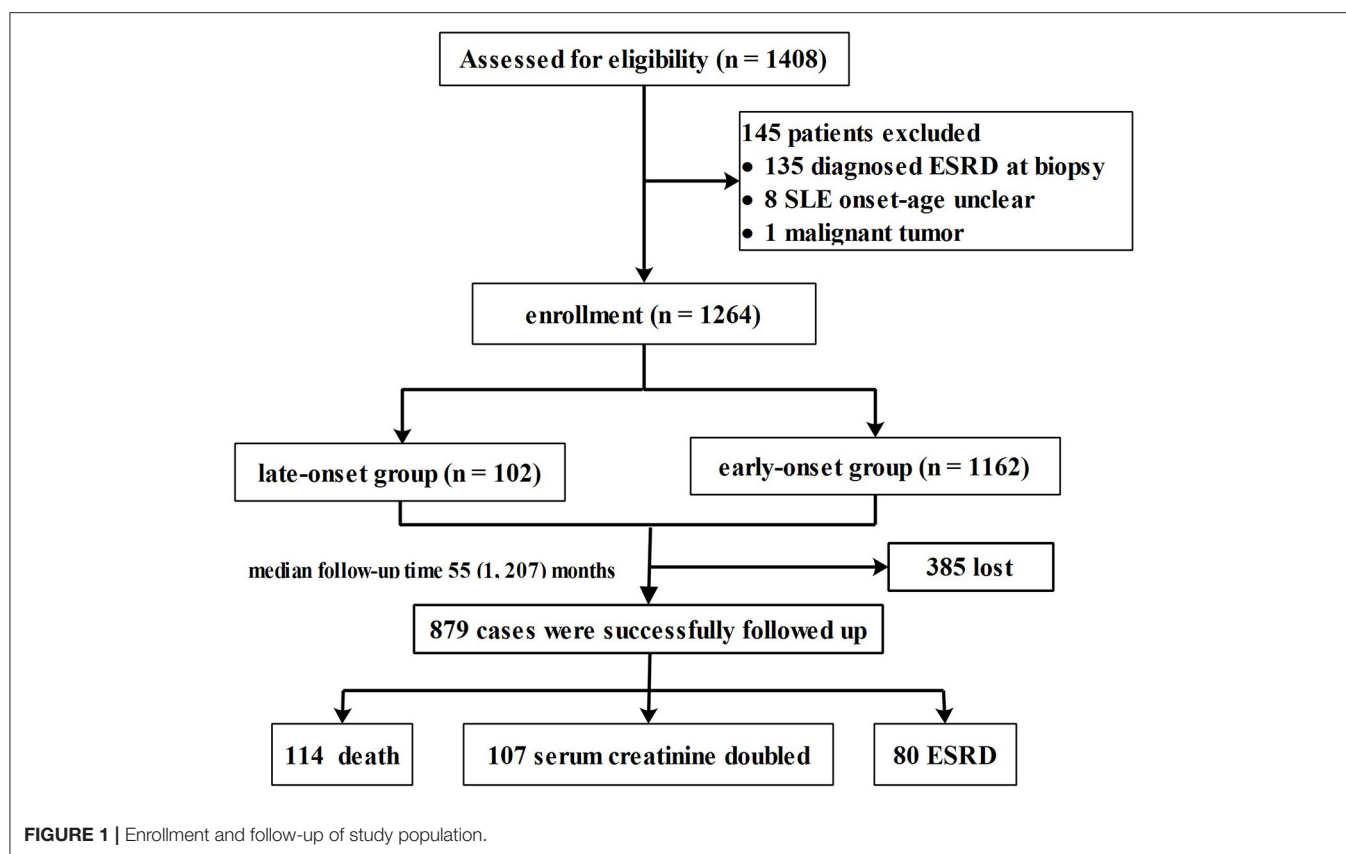 Assessed for eligibility (n = 1408)
145 patients excluded
• 135 diagnosed ESRD at biopsy
• 8 SLE onset-age unclear
• 1 malignant tumor
enrollment (n = 1264)
late-onset group (n = 102)
early-onset group (n = 1162)
median follow-up time 55 (1, 207) months
385 lost
879 cases were successfully followed up
114 death
107 serum creatinine doubled
80 ESRD
FIGURE 1 | Enrollment and follow-up of study population.